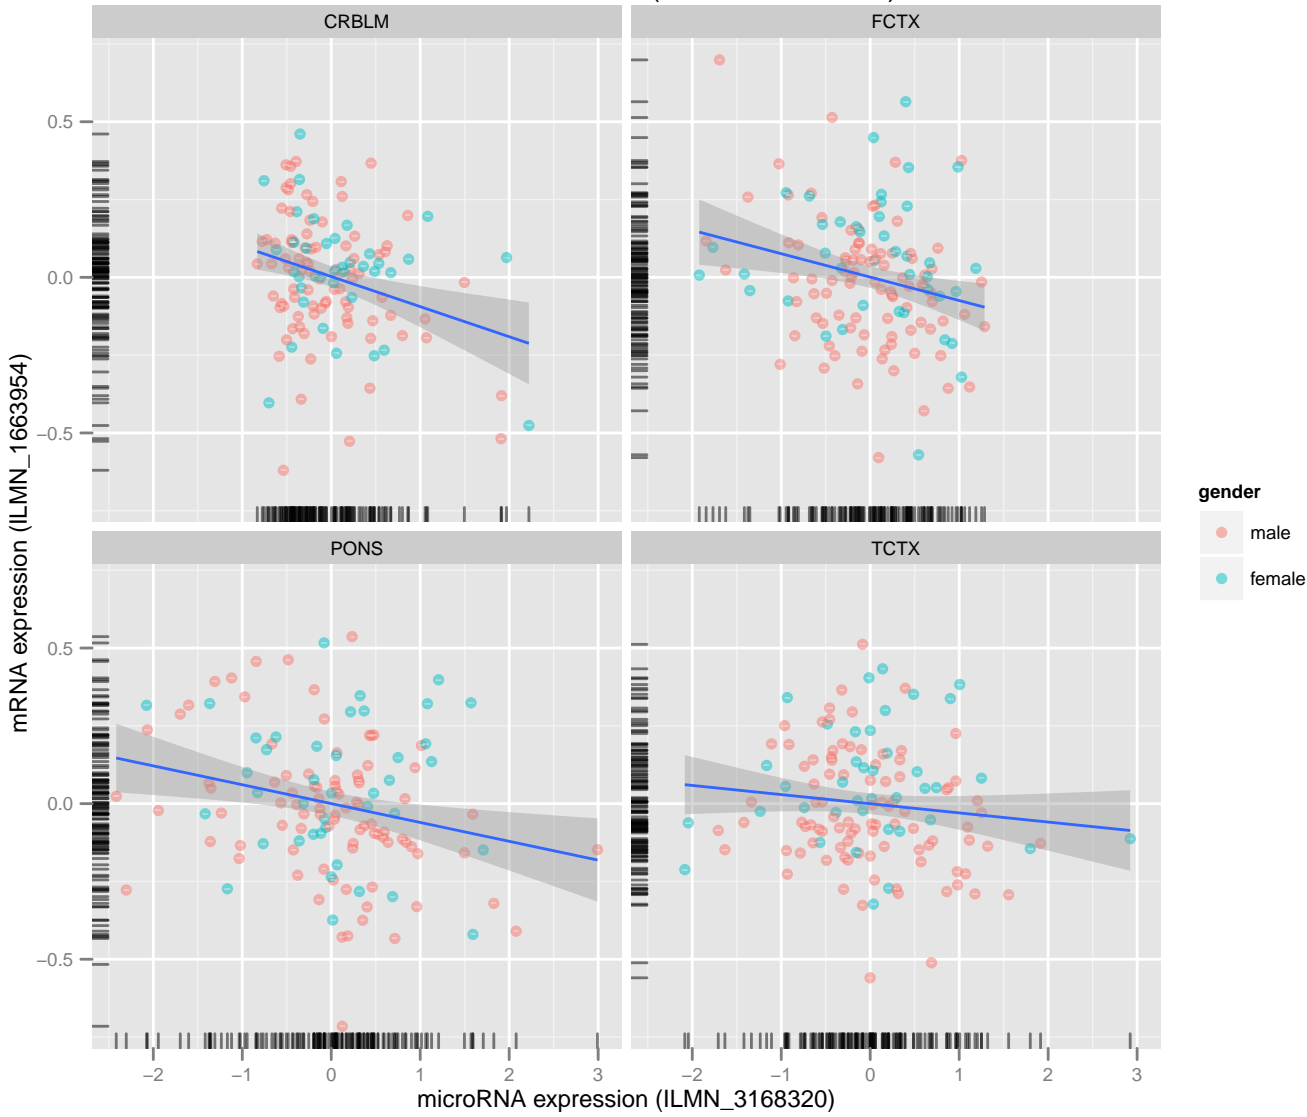 CRBLM
FCTX
0.5
0.0
−0.5
PONS
TCTX
0.5
0.0
−0.5
−2
−1
0
1
2
3
−2
−1
0
1
2
3
mRNA expression (ILMN_1663954)
microRNA expression (ILMN_3168320)
gender
male
female